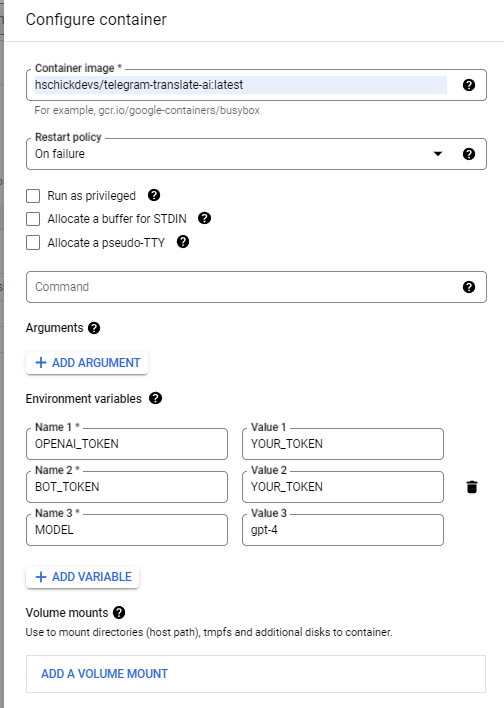 Configure container
Container image *
hschickdevs/telegram-translate-ai:latest
For example, gcr.io/google-containers/busybox
Restart policy
On failure
Run as privileged
Allocate a buffer for STDIN
Allocate a pseudo-TTY
Command
Arguments
+ ADD ARGUMENT
Environment variables
Name 1 * Value 1
OPENAI_TOKEN YOUR_TOKEN
Name 2 * Value 2
BOT_TOKEN YOUR_TOKEN
Name 3 * Value 3
MODEL gpt-4
+ ADD VARIABLE
Volume mounts
Use to mount directories (host path), tmpfs and additional disks to container.
ADD A VOLUME MOUNT